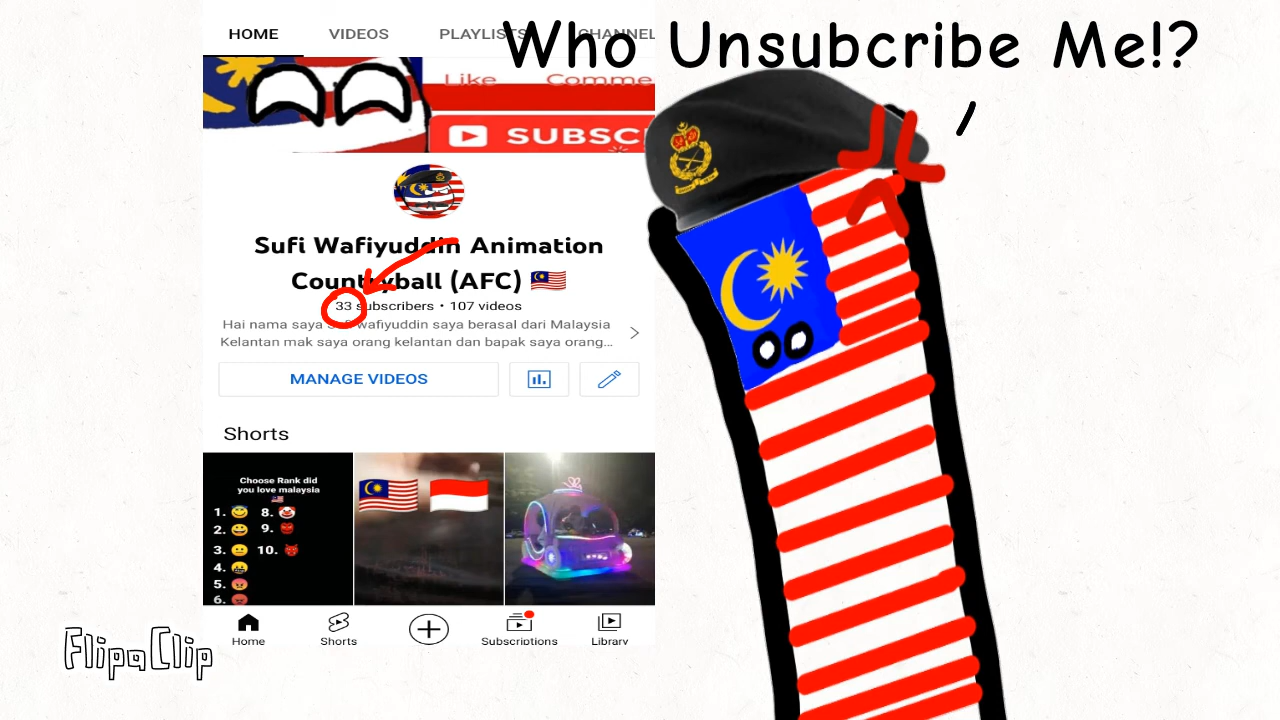 Who Unsubcribe Me!?
HOME VIDEOS PLAYLISTS CHANNEL
Like Comme
SUBSC
Sufi Wafiyuddin Animation
Countryball (AFC) 🇲🇾
33 subscribers • 107 videos
Hai nama saya Sufi wafiyuddin saya berasal dari Malaysia
Kelantan mak saya orang kelantan dan bapak saya orang...
MANAGE VIDEOS
Shorts
Choose Rank did
you love malaysia
🇲🇾
1. 😇 8. 🤡
2. 😀 9. 👹
3. 😐 10. 👿
4. 😬
5. 😡
6. 😡
Home Shorts Subscriptions Library
FlipaClip